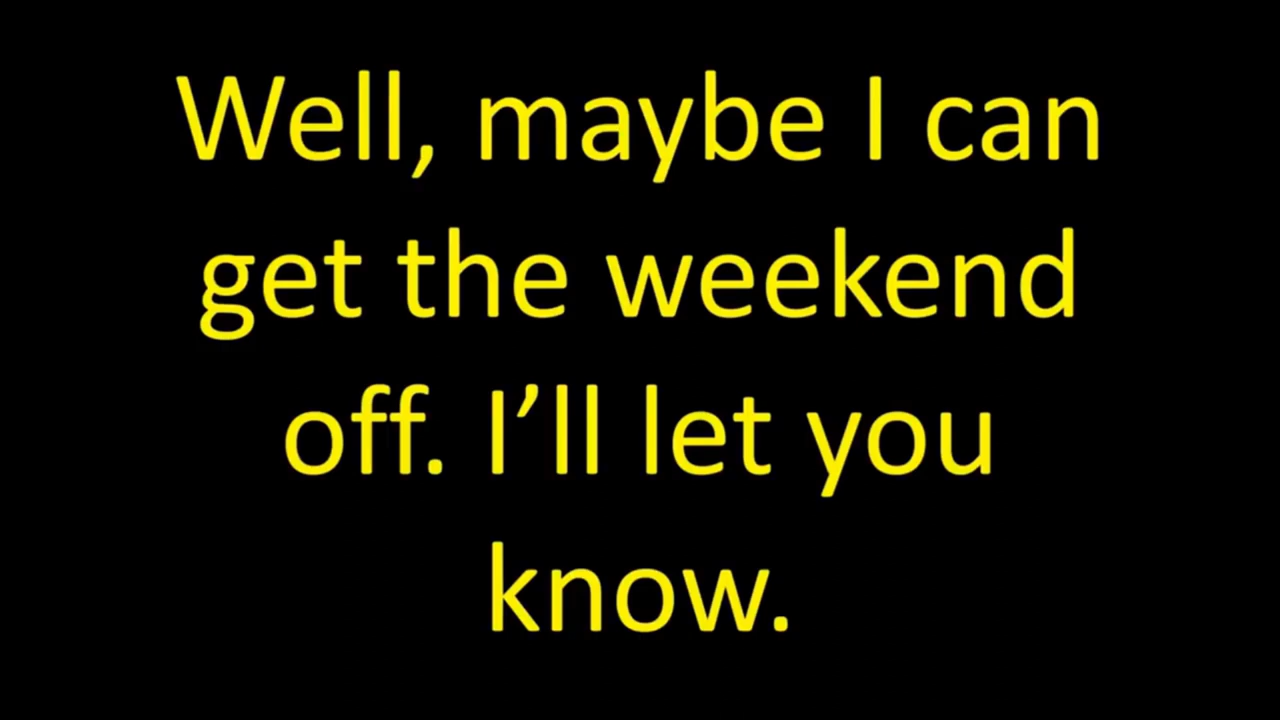 Well, maybe I can
get the weekend
off. I’ll let you
know.